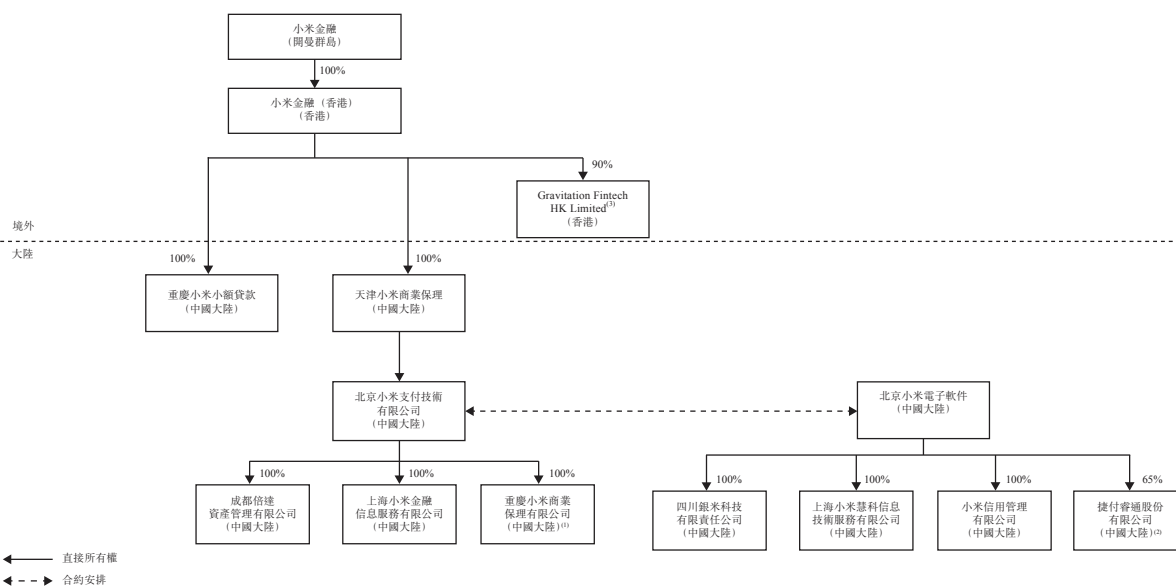 小米金融
(開曼群島)
100%
小米金融(香港)
(香港)
90%
Gravitation Fintech
HK Limited(3)
(香港)
境外
大陸
100%
100%
重慶小米小額貸款
(中國大陸)
天津小米商業保理
(中國大陸)
北京小米支付技術
有限公司
(中國大陸)
北京小米電子軟件
(中國大陸)
100%
100%
100%
成都倍達
資產管理有限公司
(中國大陸)
上海小米金融
信息服務有限公司
(中國大陸)
重慶小米商業
保理有限公司
(中國大陸)(1)
100%
100%
100%
65%
四川銀米科技
有限責任公司
(中國大陸)
上海小米慧科信息
技術服務有限公司
(中國大陸)
小米信用管理
有限公司
(中國大陸)
捷付睿通股份
有限公司
(中國大陸)(2)
直接所有權
合約安排